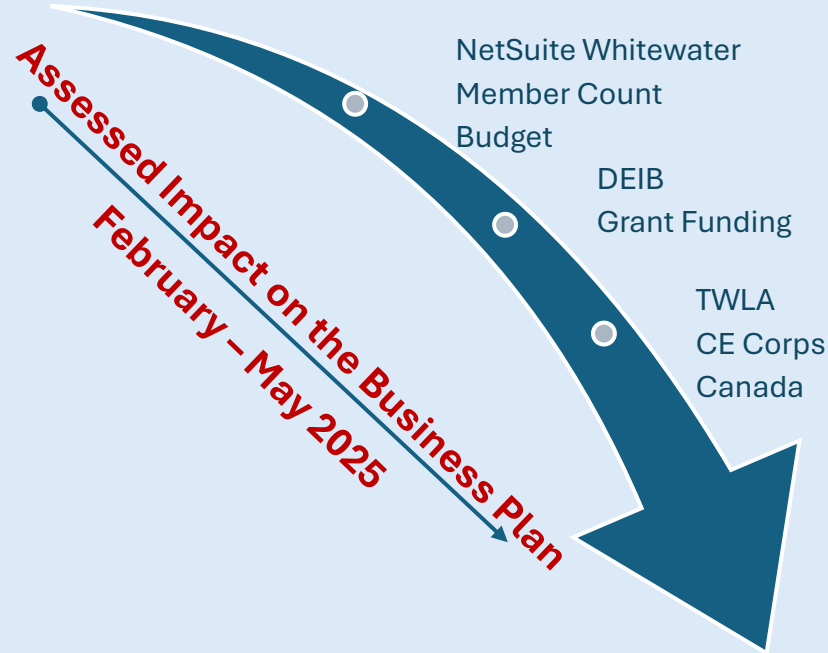 Assessed Impact on the Business Plan
February – May 2025
NetSuite Whitewater
Member Count
Budget
DEIB
Grant Funding
TWLA
CE Corps
Canada